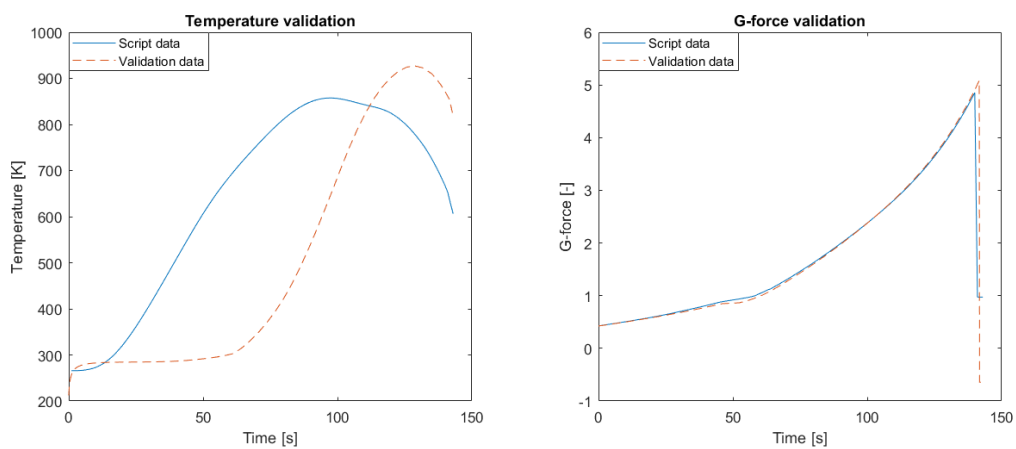 Temperature validation
1000
900
800
700
600
500
400
300
200
Temperature [K]
Script data
Validation data
0
50
100
150
Time [s]
G-force validation
6
5
4
3
2
1
0
-1
G-force [-]
Script data
Validation data
0
50
100
150
Time [s]